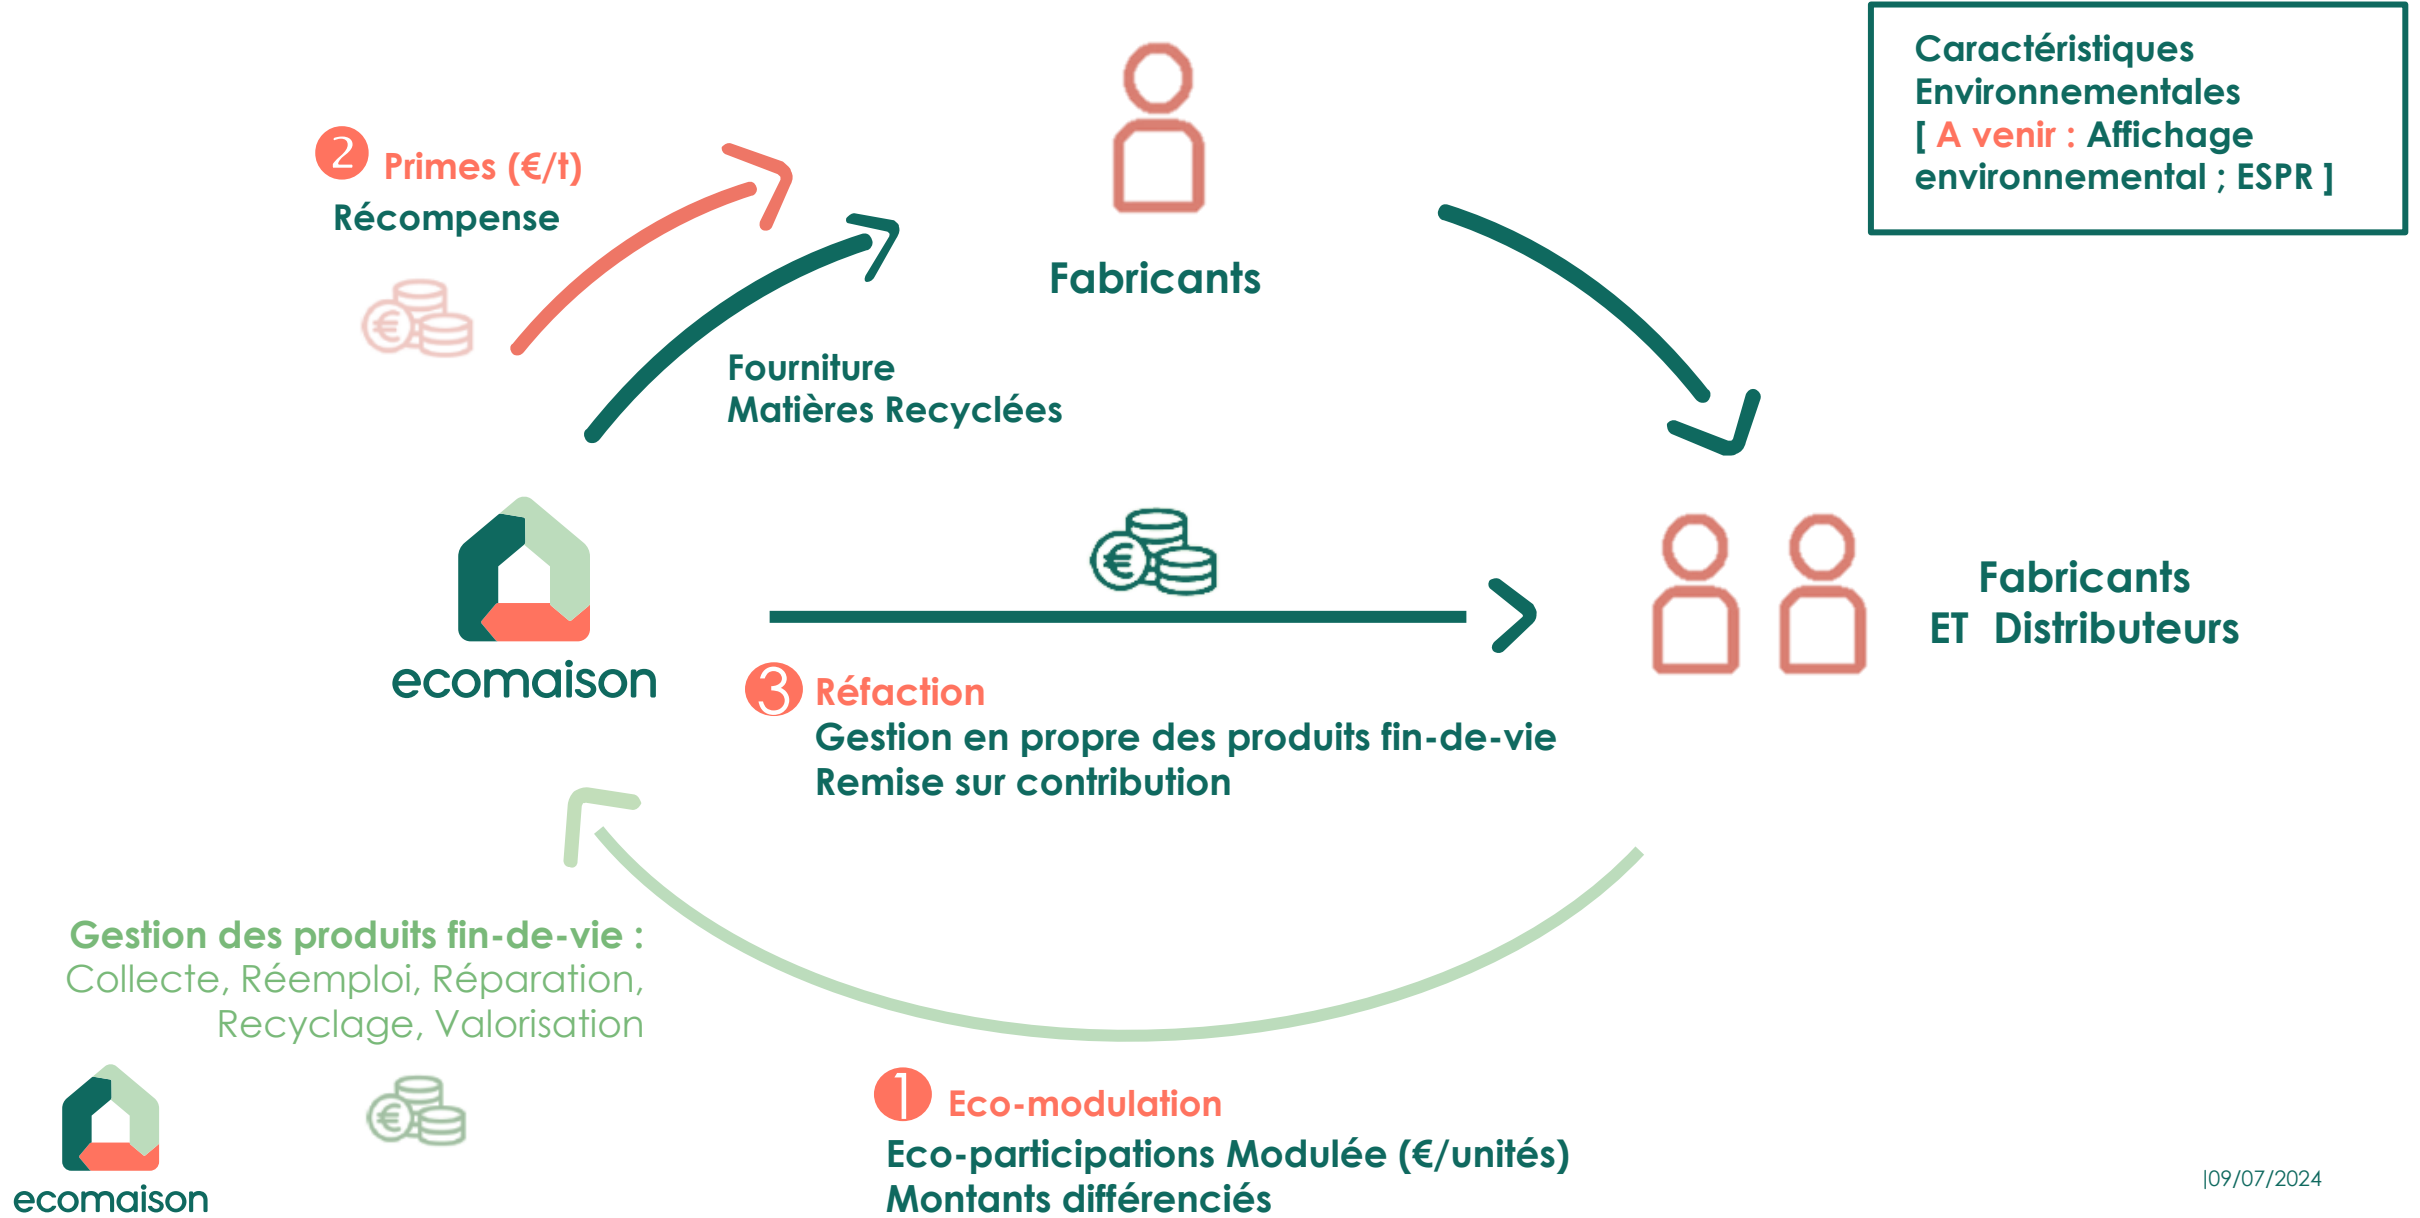 Caractéristiques
Environnementales
[ A venir : Affichage
environnemental ; ESPR ]
2 Primes (€/t)
Récompense
Fabricants
Fourniture
Matières Recyclées
ecomaison
Fabricants
ET Distributeurs
3 Réfaction
Gestion en propre des produits fin-de-vie
Remise sur contribution
Gestion des produits fin-de-vie :
Collecte, Réemploi, Réparation,
Recyclage, Valorisation
1 Eco-modulation
Eco-participations Modulée (€/unités)
Montants différenciés
ecomaison
|09/07/2024